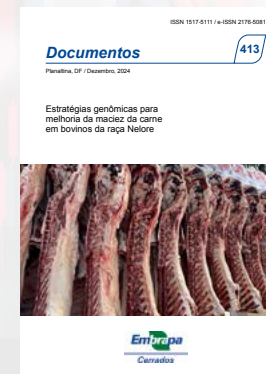 ISSN 1517-5111 / e-ISSN 2176-5081
Documentos
413
Planaltina, DF / Dezembro, 2024
Estratégias genômicas para
melhoria da maciez da carne
em bovinos da raça Nelore
Embrapa
Cerrados